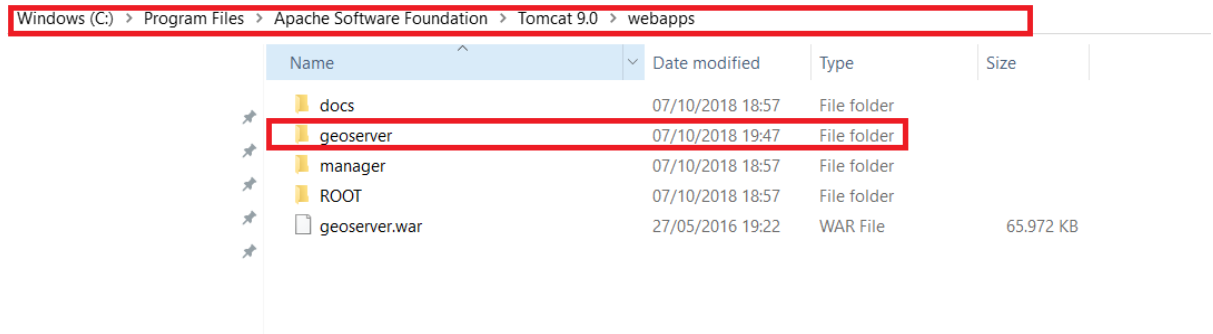 Windows (C:) > Program Files > Apache Software Foundation > Tomcat 9.0 > webapps
Name Date modified Type Size
docs 07/10/2018 18:57 File folder
geoserver 07/10/2018 19:47 File folder
manager 07/10/2018 18:57 File folder
ROOT 07/10/2018 18:57 File folder
geoserver.war 27/05/2016 19:22 WAR File 65.972 KB